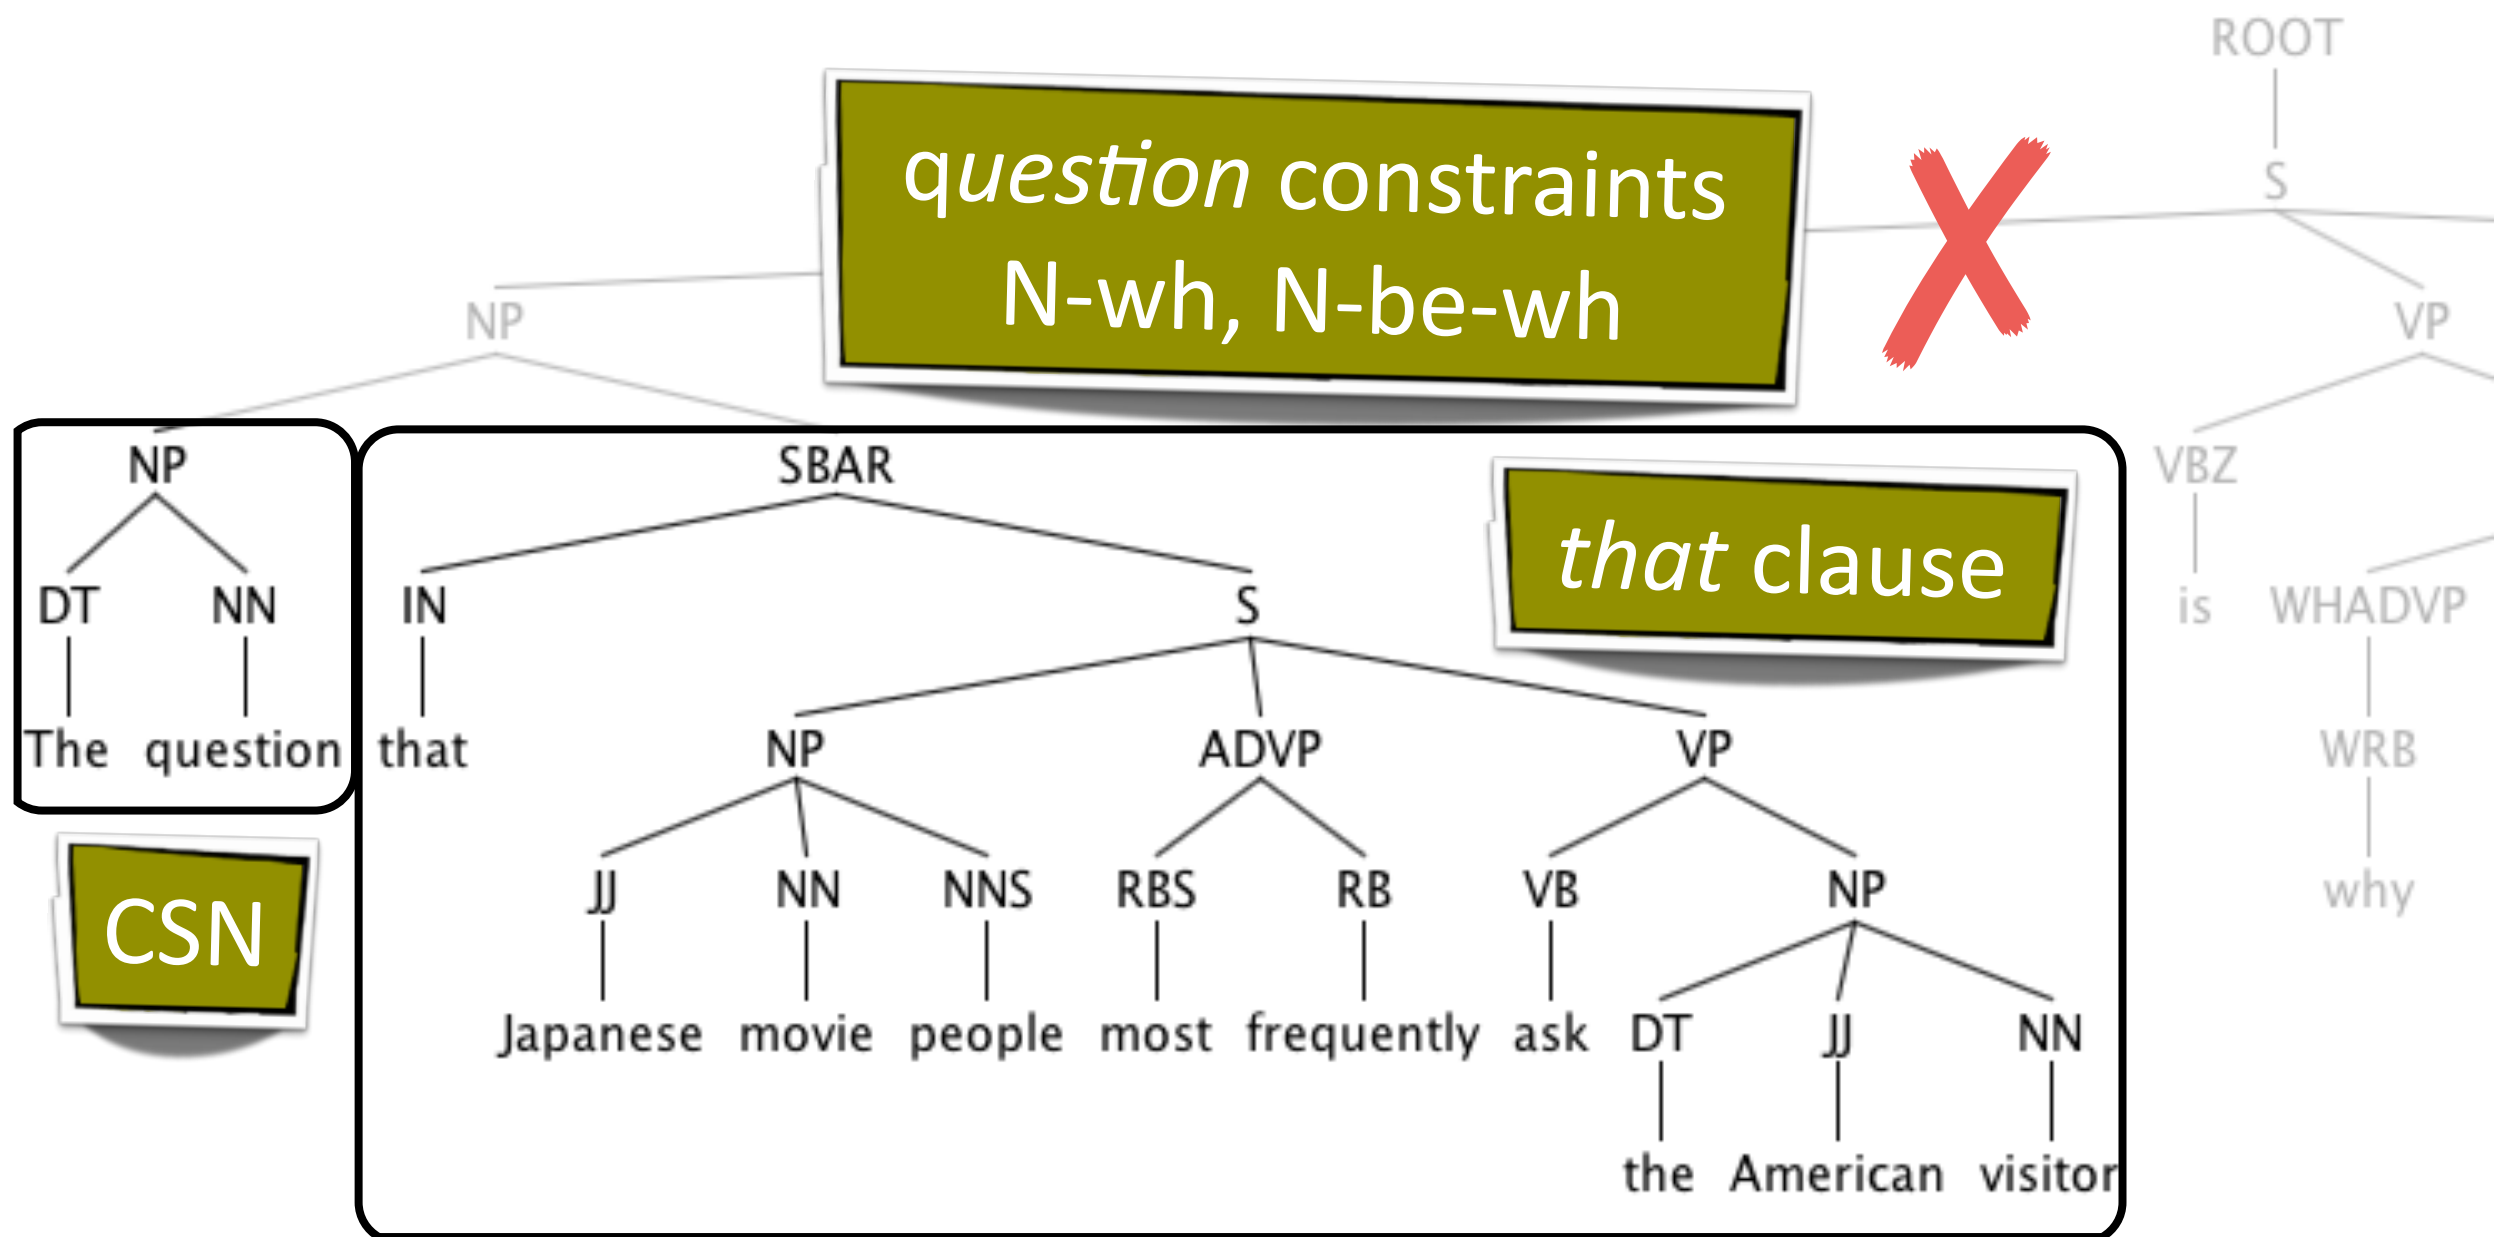 ROOT
question constraints
N-wh, N-be-wh
S
NP
VP
NP
SBAR
that clause
VBZ
DT NN IN S
is WHADVP
The question that
NP ADVP VP
WRB
CSN
JJ NN NNS RBS RB VB NP
why
Japanese movie people most frequently ask DT JJ NN
the American visitor